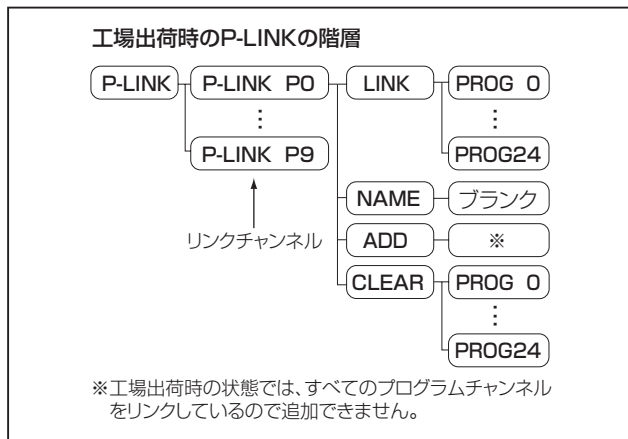 工場出荷時のP-LINKの階層
P-LINK P-LINK P0 LINK PROG 0
⋮ ⋮
P-LINK P9 PROG24
NAME ブランク
リンクチャンネル ADD ※
CLEAR PROG 0
⋮
PROG24
※工場出荷時の状態では、すべてのプログラムチャンネル
をリンクしているので追加できません。